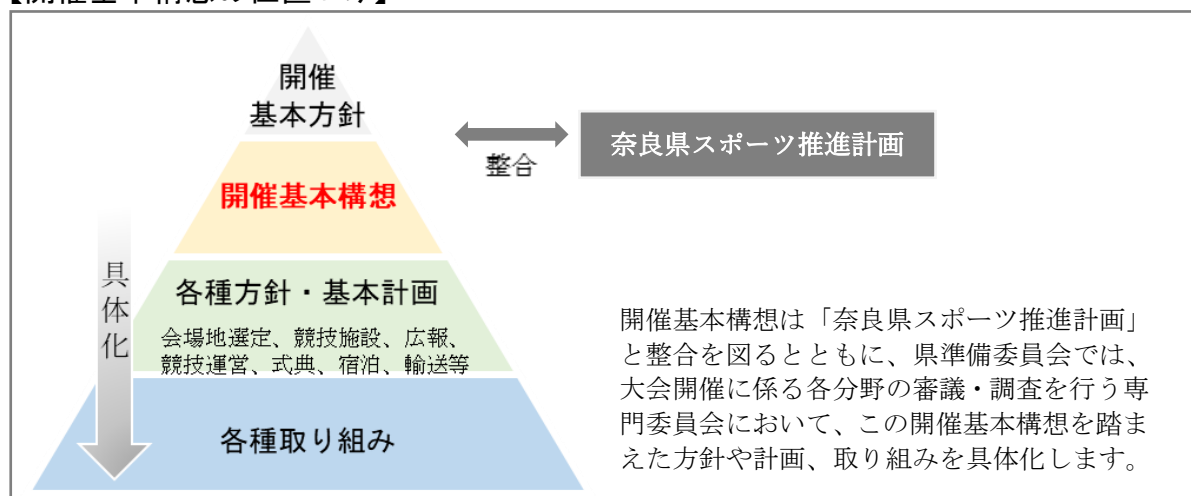 開催
基本方針
整合
奈良県スポーツ推進計画
開催基本構想
具体化
各種方針・基本計画
会場地選定、競技施設、広報、
競技運営、式典、宿泊、輸送等
各種取り組み
開催基本構想は「奈良県スポーツ推進計画」
と整合を図るとともに、県準備委員会では、
大会開催に係る各分野の審議・調査を行う専
門委員会において、この開催基本構想を踏ま
えた方針や計画、取り組みを具体化します。